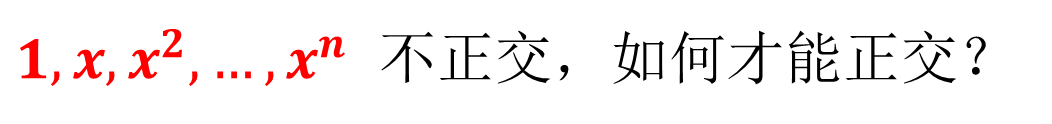 1, x, x², …, xⁿ 不正交，如何才能正交？